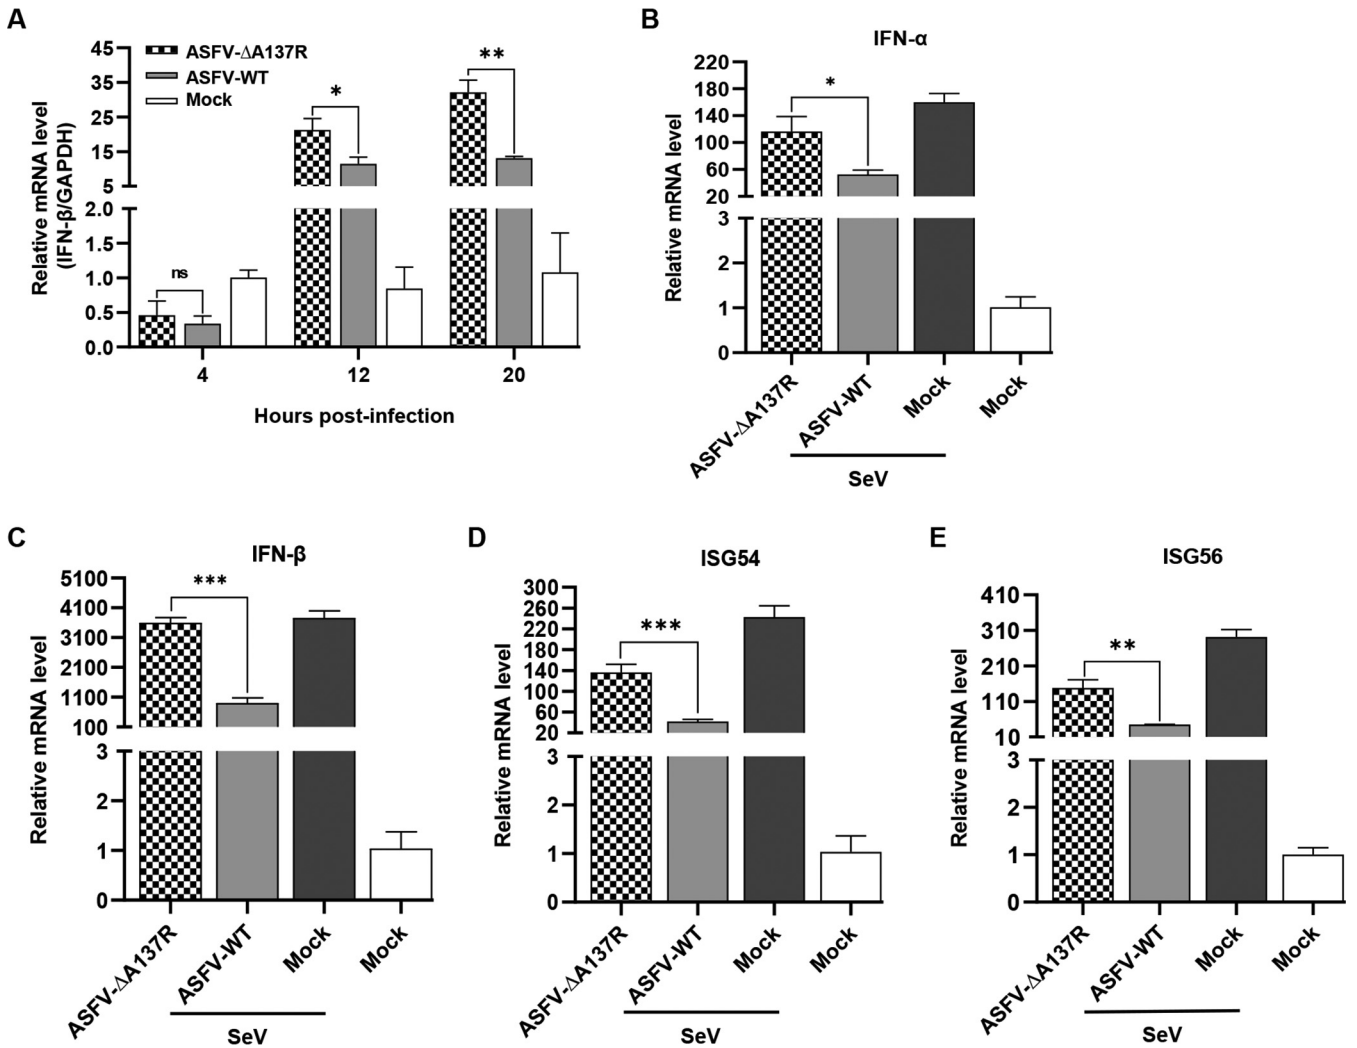 A
ASFV-ΔA137R
ASFV-WT
Mock
Relative mRNA level
(IFN-β/GAPDH)
45
35
25
15
5
2.0
1.5
1.0
0.5
0.0
ns
*
**
4
12
20
Hours post-infection
B
IFN-α
Relative mRNA level
220
180
140
100
60
20
3
2
1
0
*
ASFV-ΔA137R
ASFV-WT
Mock
Mock
SeV
C
IFN-β
Relative mRNA level
5100
4100
3100
2100
1100
100
3
2
1
0
***
ASFV-ΔA137R
ASFV-WT
Mock
Mock
SeV
D
ISG54
Relative mRNA level
300
260
220
180
140
100
60
20
3
2
1
0
***
ASFV-ΔA137R
ASFV-WT
Mock
Mock
SeV
E
ISG56
Relative mRNA level
410
310
210
110
10
3
2
1
0
**
ASFV-ΔA137R
ASFV-WT
Mock
Mock
SeV